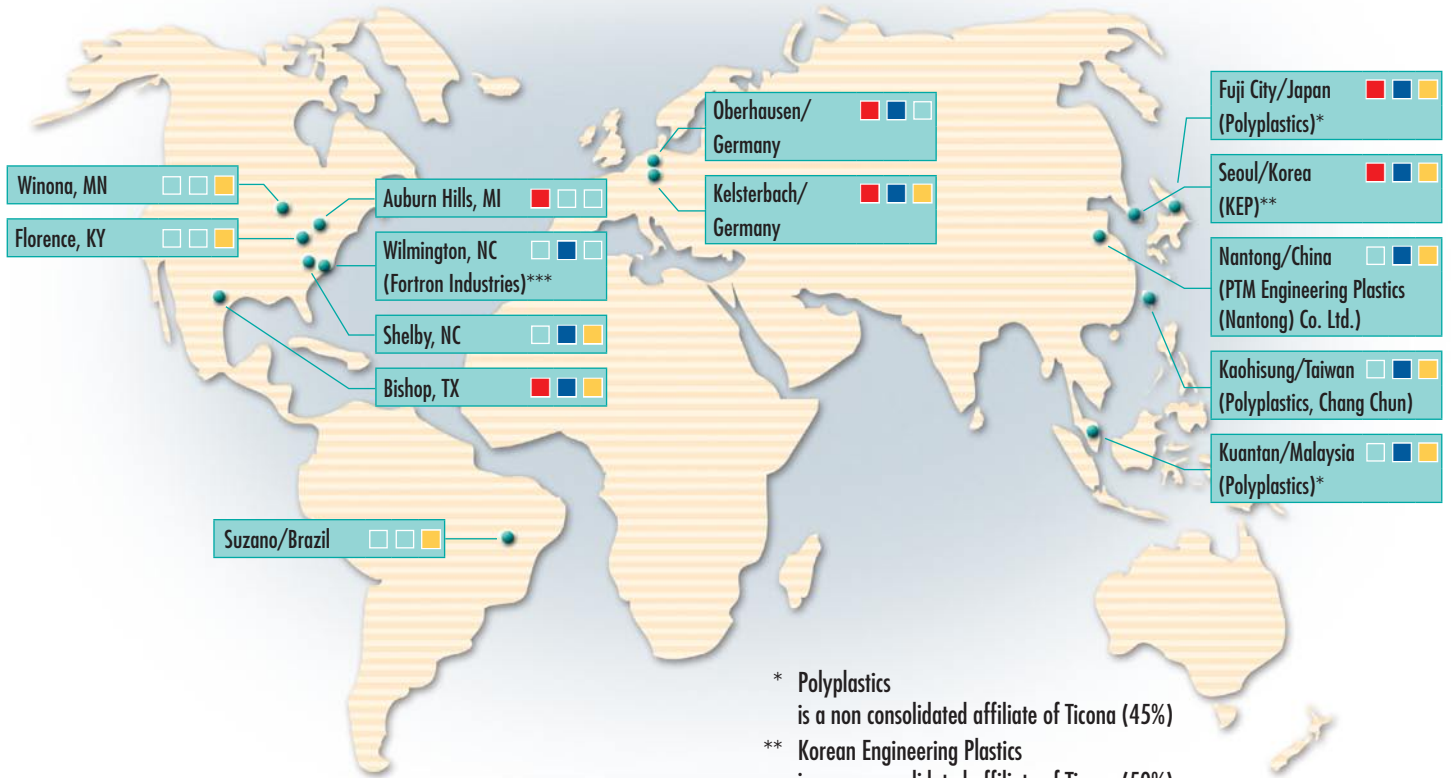 Winona, MN
Florence, KY
Auburn Hills, MI
Wilmington, NC
(Fortron Industries)***
Shelby, NC
Bishop, TX
Suzano/Brazil
Oberhausen/
Germany
Kelsterbach/
Germany
Fuji City/Japan
(Polyplastics)*
Seoul/Korea
(KEP)**
Nantong/China
(PTM Engineering Plastics
(Nantong) Co. Ltd.)
Kaohisung/Taiwan
(Polyplastics, Chang Chun)
Kuantan/Malaysia
(Polyplastics)*
* Polyplastics
is a non consolidated affiliate of Ticona (45%)
** Korean Engineering Plastics